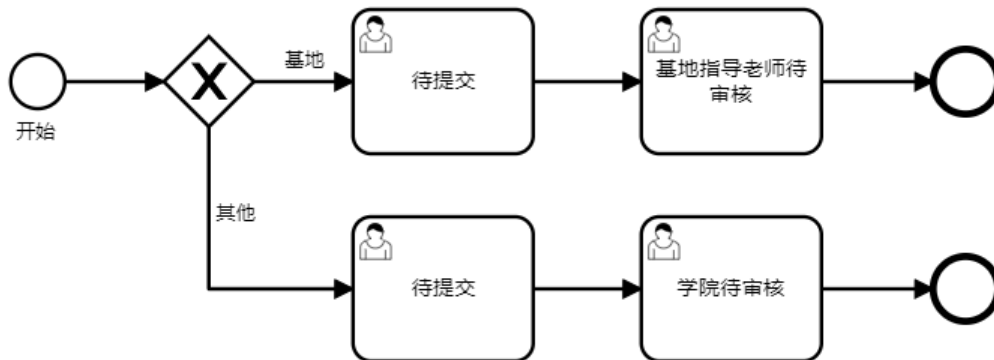 基地
待提交
基地指导老师待
审核
开始
其他
待提交
学院待审核